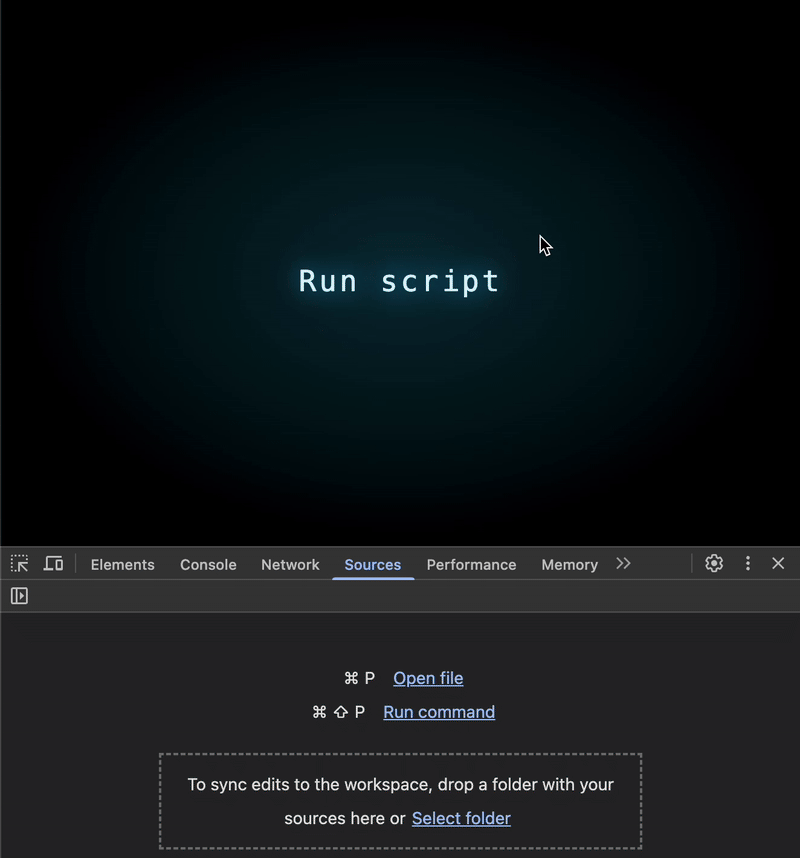 Run script
Elements Console Network Sources Performance Memory
⌘ P Open file
⌘ ⇧ P Run command
To sync edits to the workspace, drop a folder with your
sources here or Select folder